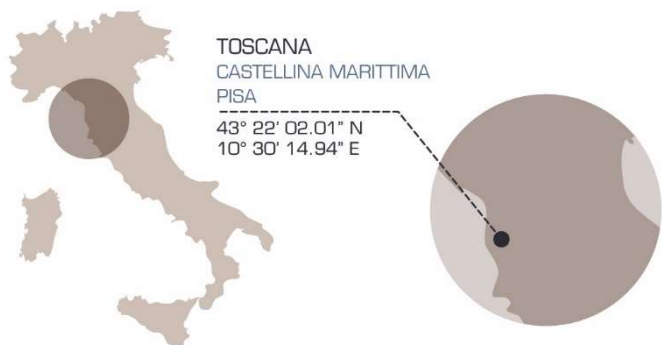 TOSCANA
CASTELLINA MARITTIMA
PISA
43° 22' 02.01" N
10° 30' 14.94" E